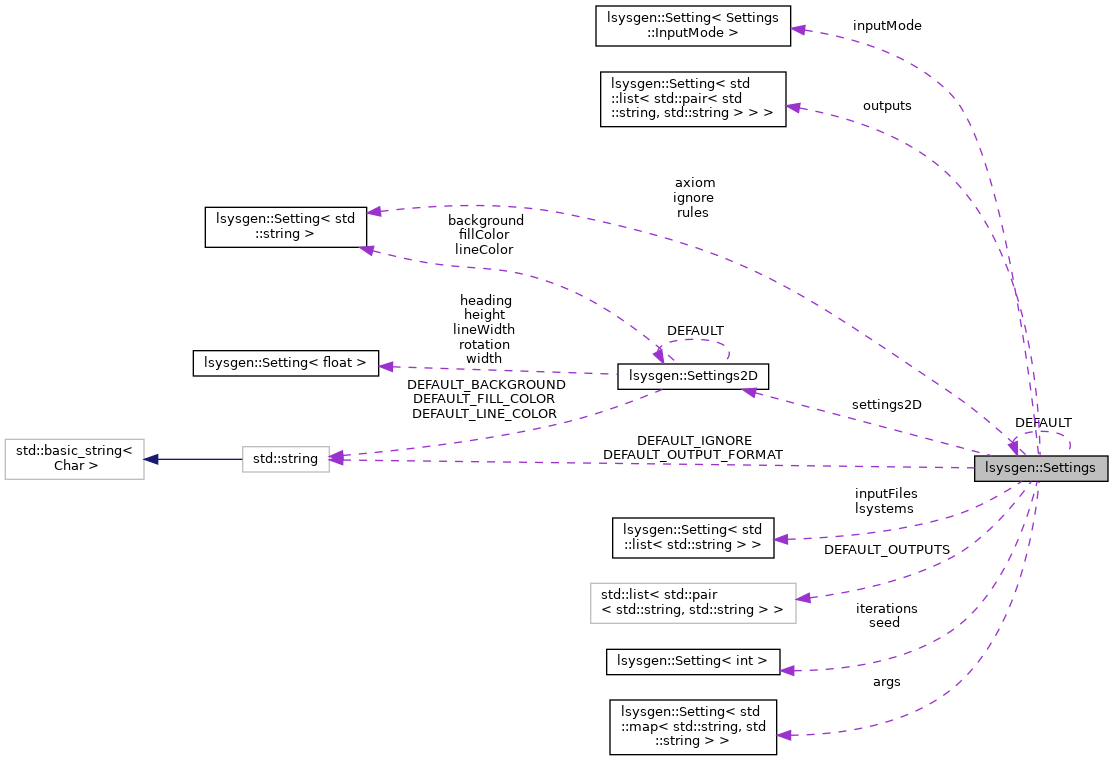 lsysgen::Setting< Settings
::InputMode >
inputMode
lsysgen::Setting< std
::list< std::pair< std
::string, std::string > > >
outputs
axiom
ignore
rules
lsysgen::Setting< std
::string >
background
fillColor
lineColor
heading
height
lineWidth
rotation
width
DEFAULT
lsysgen::Setting< float >
lsysgen::Settings2D
DEFAULT_BACKGROUND
DEFAULT_FILL_COLOR
DEFAULT_LINE_COLOR
settings2D
DEFAULT
std::basic_string<
Char >
std::string
DEFAULT_IGNORE
DEFAULT_OUTPUT_FORMAT
lsysgen::Settings
inputFiles
lsystems
lsysgen::Setting< std
::list< std::string > >
DEFAULT_OUTPUTS
std::list< std::pair
< std::string, std::string > >
iterations
seed
lsysgen::Setting< int >
args
lsysgen::Setting< std
::map< std::string, std
::string > >